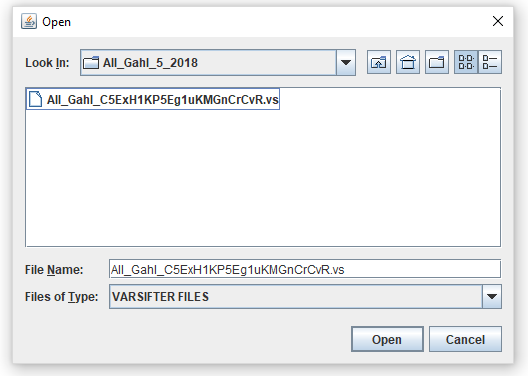 Open
Look In: All_Gahl_5_2018
All_Gahl_C5ExH1KP5Eg1uKMGnCrCvR.vs
File Name: All_Gahl_C5ExH1KP5Eg1uKMGnCrCvR.vs
Files of Type: VARSIFTER FILES
Open Cancel